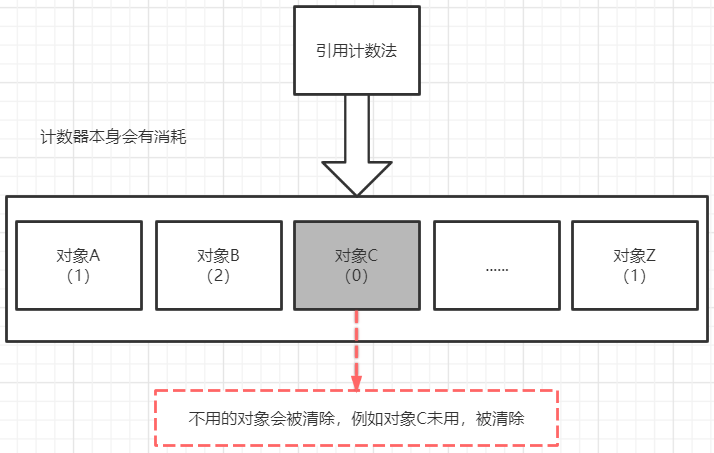 引用计数法
计数器本身会有消耗
对象A
（1）
对象B
（2）
对象C
（0）
......
对象Z
（1）
不用的对象会被清除，例如对象C未用，被清除